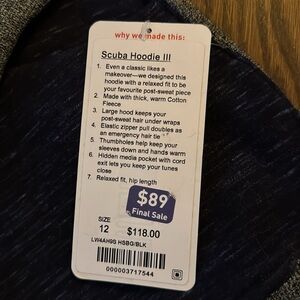 why we made this:
Scuba Hoodie III
1. Even a classic likes a
makeover—we designed this
hoodie with a relaxed fit to be
your favourite post-sweat piece
2. Made with thick, warm Cotton
Fleece
3. Large hood keeps your
post-sweat hair under wraps
4. Elastic zipper pull doubles as
an emergency hair tie
5. Thumbholes help keep your
sleeves down and hands warm
6. Hidden media pocket with cord
exit lets you keep your tunes
close
7. Relaxed fit, hip length
$89
Final Sale
SIZE
12 $118.00
LW4AH9S HSBG/BLK
000003717544